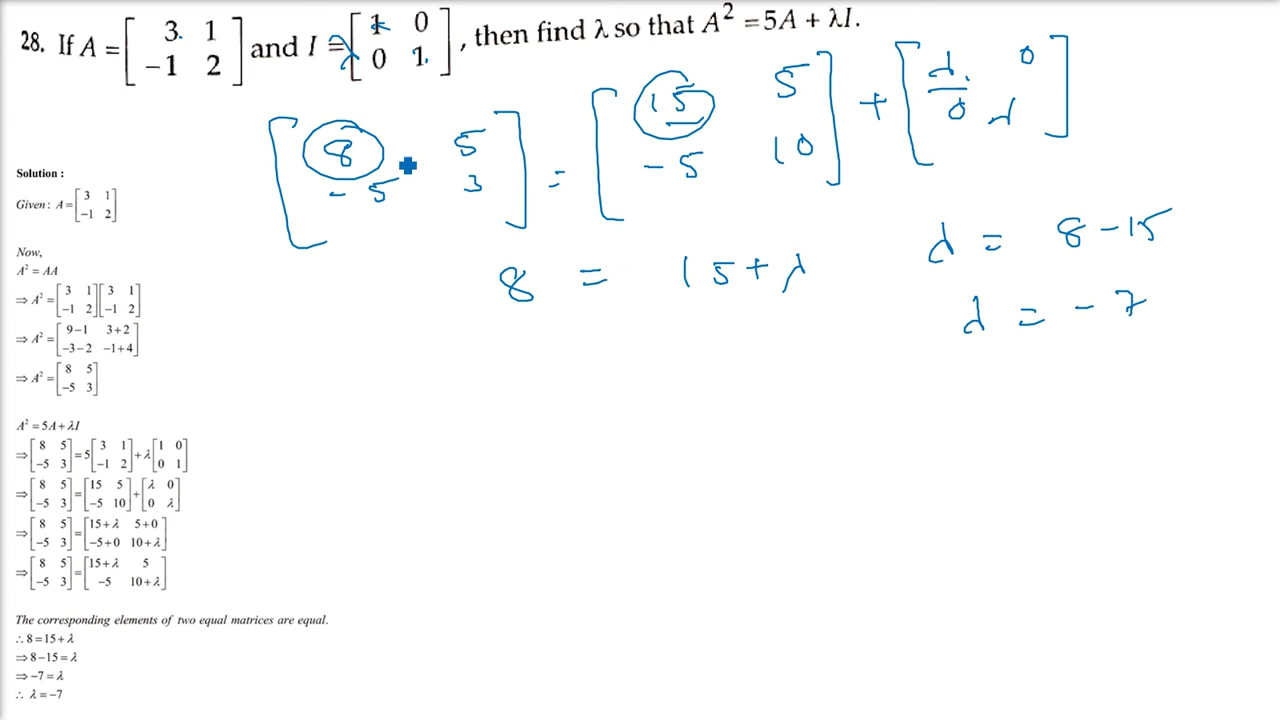 28. If A = [ 3 1 ; −1 2 ] and I = [ 1 0 ; 0 1 ], then find λ so that A² = 5A + λI.
[ 8 5 ; −5 3 ] = [ 15 5 ; −5 10 ] + [ λ 0 ; 0 λ ]
8 = 15 + λ
λ = 8 − 15
λ = −7
Solution :
Given : A = [ 3 1 ; −1 2 ]
Now,
A² = AA
⇒ A² = [ 3 1 ; −1 2 ] [ 3 1 ; −1 2 ]
⇒ A² = [ 9−1 3+2 ; −3−2 −1+4 ]
⇒ A² = [ 8 5 ; −5 3 ]
A² = 5A + λI
⇒ [ 8 5 ; −5 3 ] = 5 [ 3 1 ; −1 2 ] + λ [ 1 0 ; 0 1 ]
⇒ [ 8 5 ; −5 3 ] = [ 15 5 ; −5 10 ] + [ λ 0 ; 0 λ ]
⇒ [ 8 5 ; −5 3 ] = [ 15+λ 5+0 ; −5+0 10+λ ]
⇒ [ 8 5 ; −5 3 ] = [ 15+λ 5 ; −5 10+λ ]
The corresponding elements of two equal matrices are equal.
∴ 8 = 15 + λ
⇒ 8 − 15 = λ
⇒ −7 = λ
∴ λ = −7